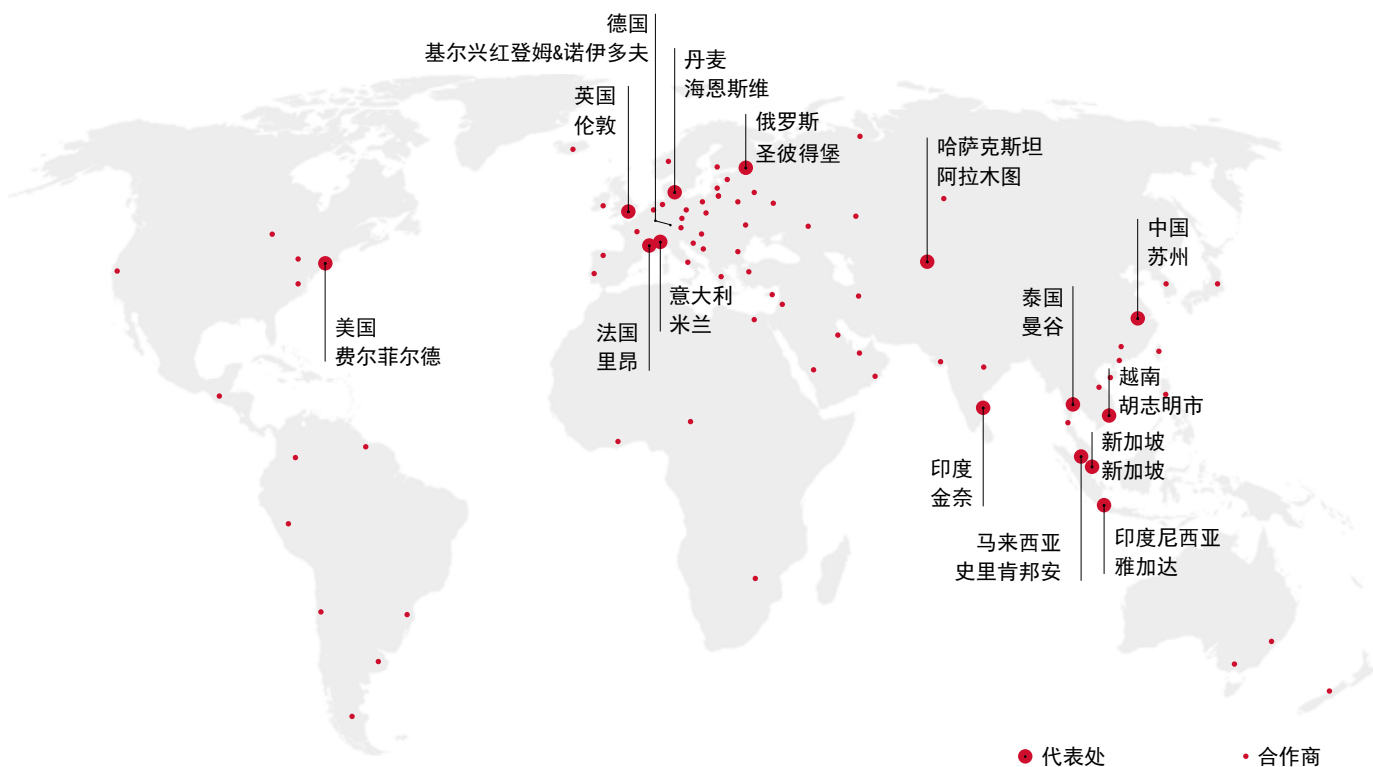 德国
基尔兴红登姆&诺伊多夫
丹麦
海恩斯维
英国
伦敦
俄罗斯
圣彼得堡
哈萨克斯坦
阿拉木图
中国
苏州
意大利
米兰
泰国
曼谷
美国
费尔菲尔德
法国
里昂
越南
胡志明市
新加坡
新加坡
印度
金奈
马来西亚
史里肯邦安
印度尼西亚
雅加达
代表处
合作商